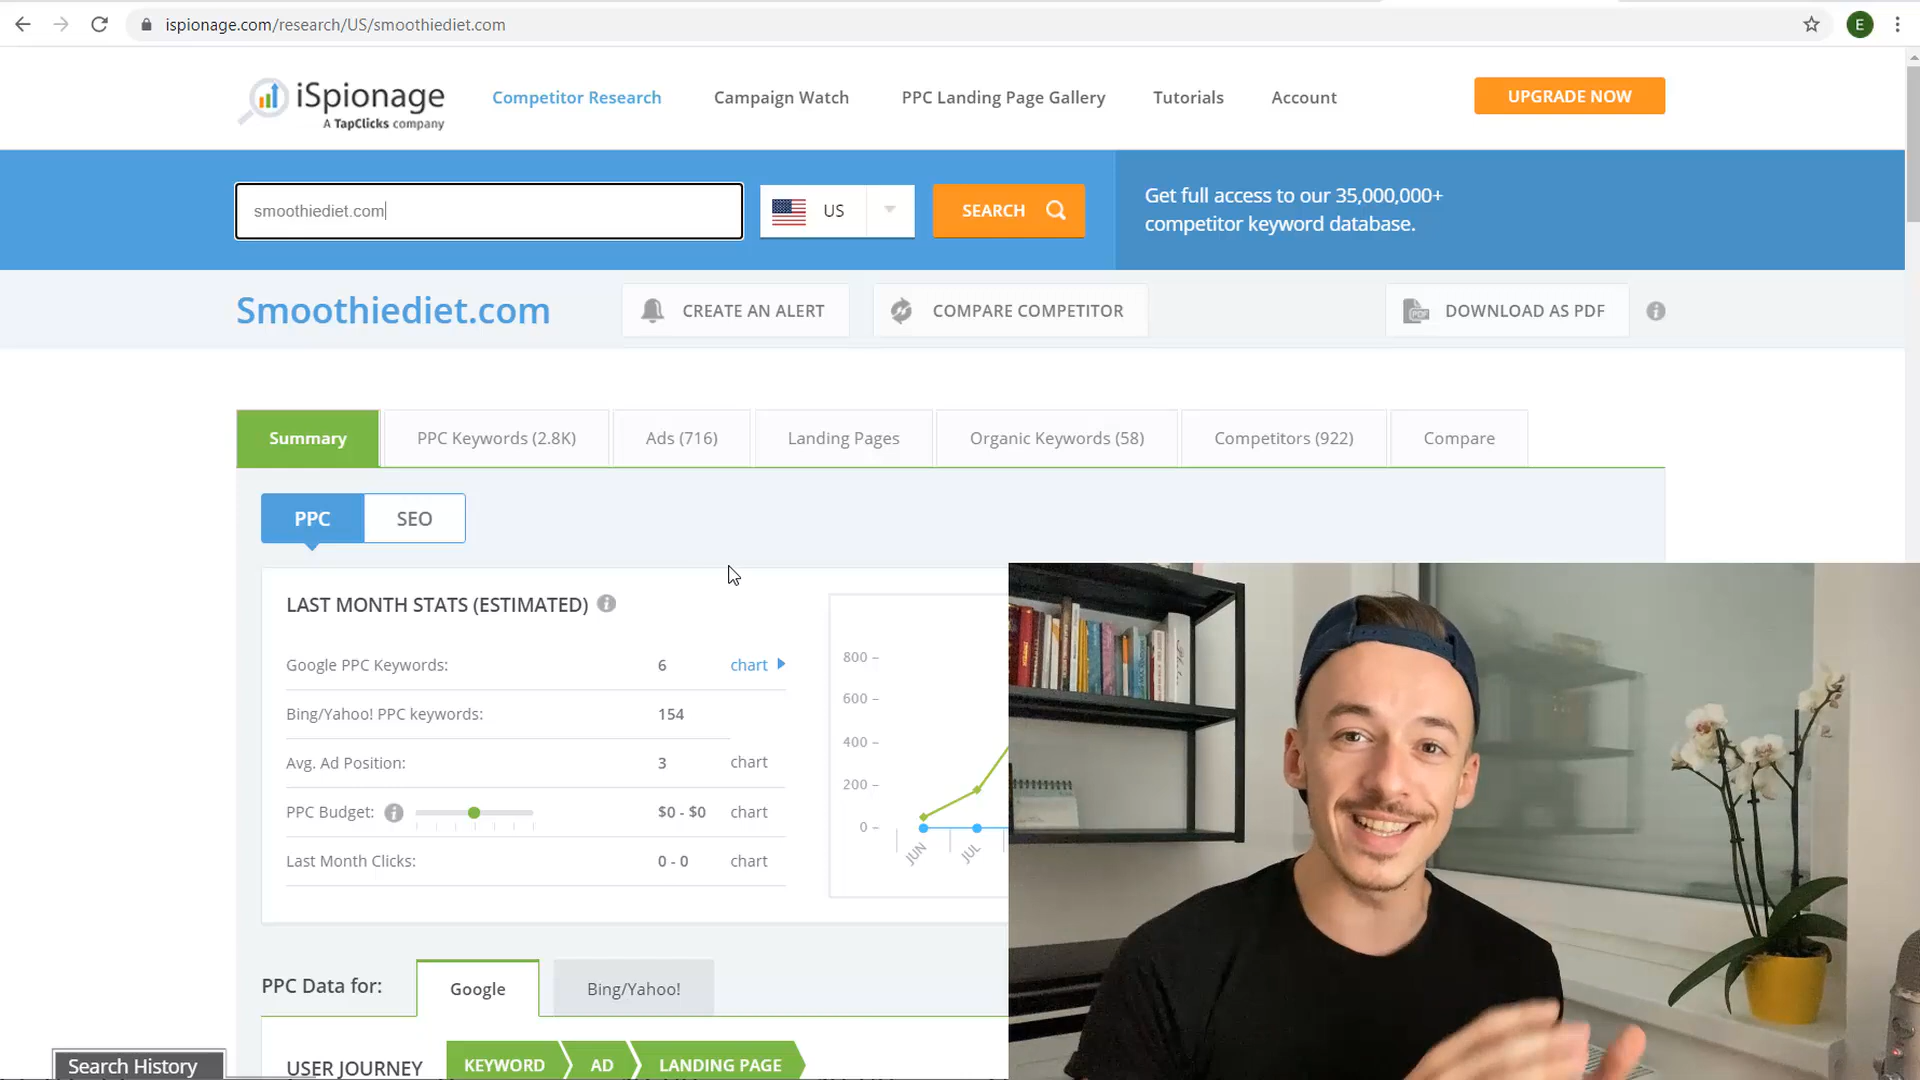 ispionage.com/research/US/smoothiediet.com
E
iSpionage
A TapClicks company
Competitor Research
Campaign Watch
PPC Landing Page Gallery
Tutorials
Account
UPGRADE NOW
smoothiediet.com
US
SEARCH
Get full access to our 35,000,000+
competitor keyword database.
Smoothiediet.com
CREATE AN ALERT
COMPARE COMPETITOR
PDF
DOWNLOAD AS PDF
Summary
PPC Keywords (2.8K)
Ads (716)
Landing Pages
Organic Keywords (58)
Competitors (922)
Compare
PPC
SEO
LAST MONTH STATS (ESTIMATED)
Google PPC Keywords: 6 chart
Bing/Yahoo! PPC keywords: 154
Avg. Ad Position: 3 chart
PPC Budget: $0 - $0 chart
Last Month Clicks: 0 - 0 chart
800
600
400
200
0
JUN
JUL
PPC Data for:
Google
Bing/Yahoo!
USER JOURNEY
KEYWORD
AD
LANDING PAGE
Search History